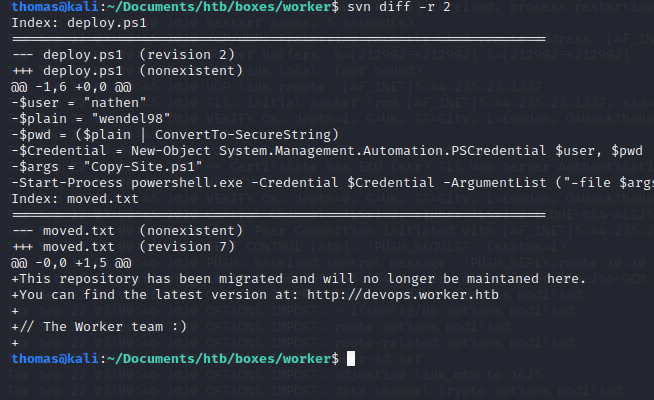 thomas@kali:~/Documents/htb/boxes/worker$ svn diff -r 2
Index: deploy.ps1
===================================================================
--- deploy.ps1  (revision 2)
+++ deploy.ps1  (nonexistent)
@@ -1,6 +0,0 @@
-$user = "nathen"
-$plain = "wendel98"
-$pwd = ($plain | ConvertTo-SecureString)
-$Credential = New-Object System.Management.Automation.PSCredential $user, $pwd
-$args = "Copy-Site.ps1"
-Start-Process powershell.exe -Credential $Credential -ArgumentList ("-file $args
Index: moved.txt
===================================================================
--- moved.txt   (nonexistent)
+++ moved.txt   (revision 7)
@@ -0,0 +1,5 @@
+This repository has been migrated and will no longer be maintaned here.
+You can find the latest version at: http://devops.worker.htb
+
+// The Worker team :)
+
thomas@kali:~/Documents/htb/boxes/worker$